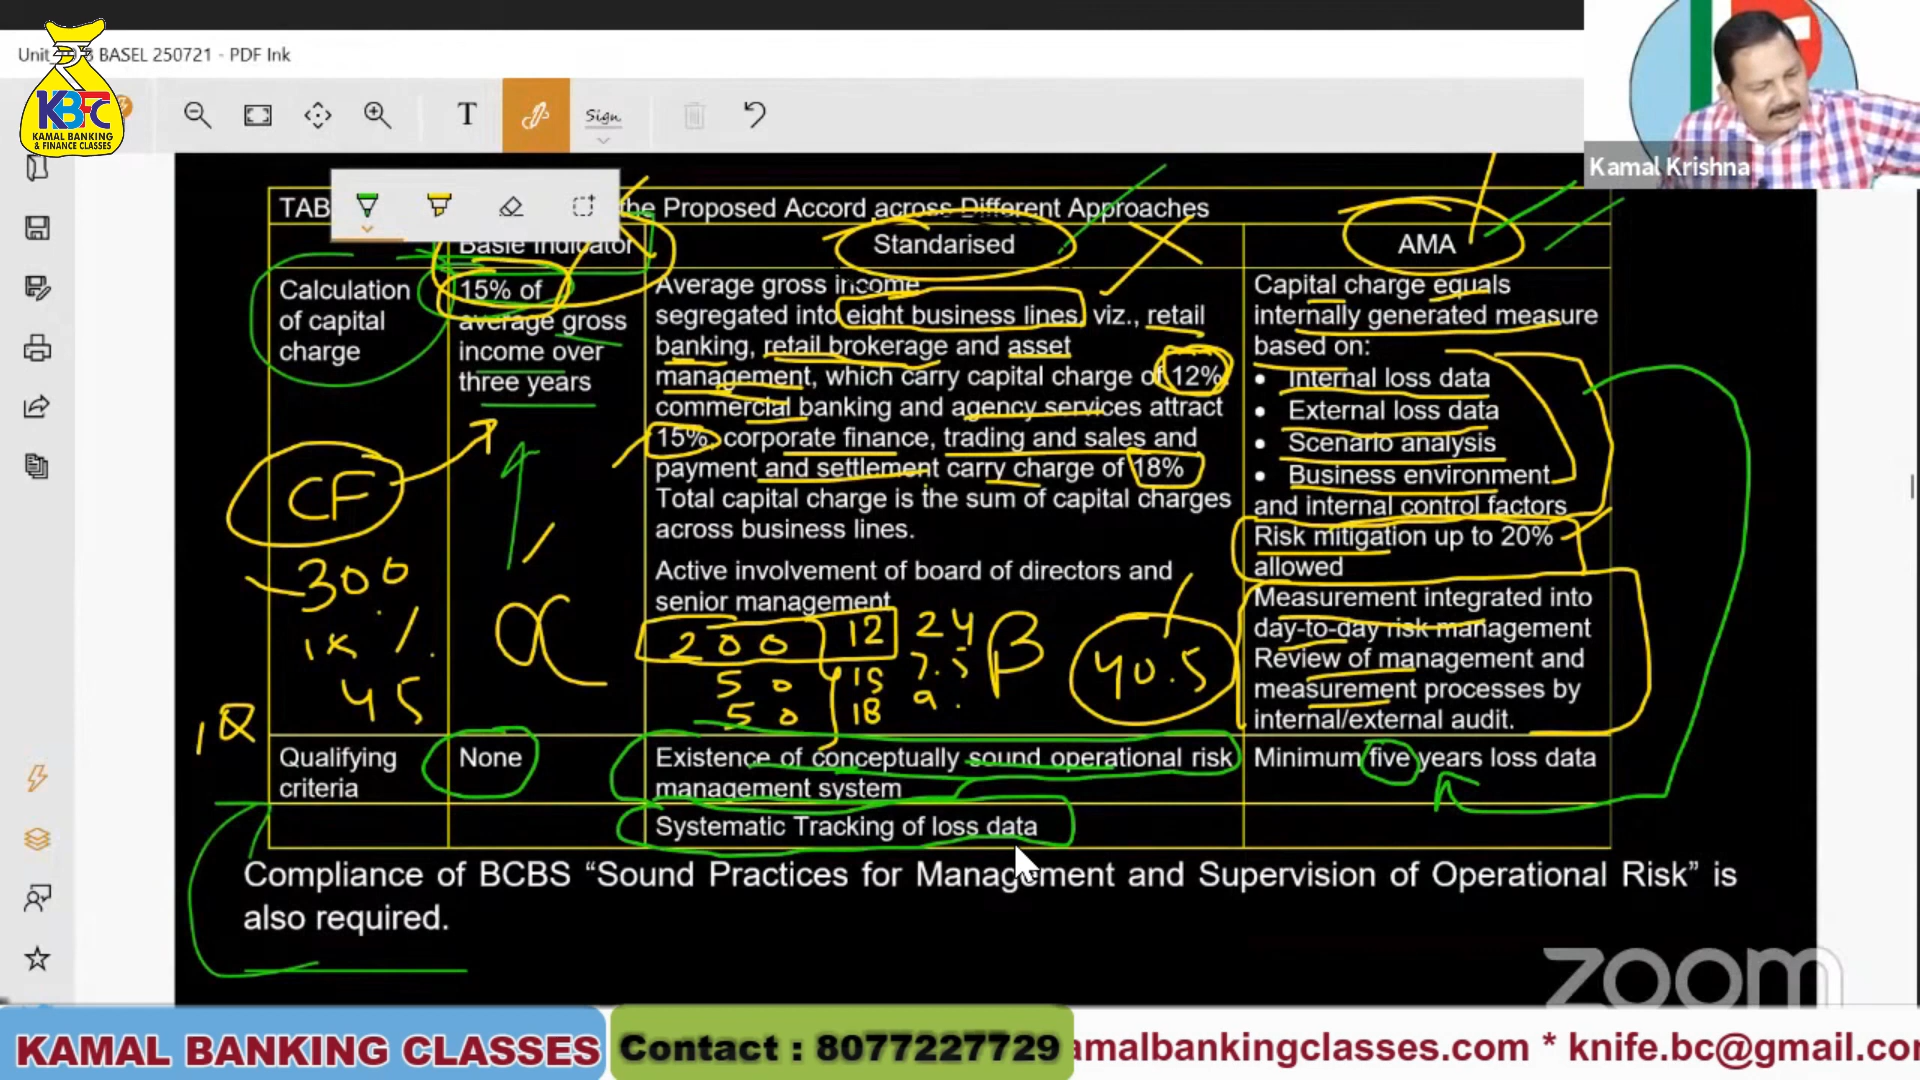 Unit
BASEL 250721 - PDF Ink
KBFC
KAMAL BANKING
& FINANCE CLASSES
T
Sign
Kamal Krishna
TAB
the Proposed Accord across Different Approaches
Basic Indicator
Standarised
AMA
Calculation
of capital
charge
15% of
average gross
income over
three years
Average gross income
segregated into eight business lines, viz., retail
banking, retail brokerage and asset
management, which carry capital charge of 12%
commercial banking and agency services attract
15%, corporate finance, trading and sales and
payment and settlement carry charge of 18%
Total capital charge is the sum of capital charges
across business lines.
Active involvement of board of directors and
senior management
Capital charge equals
internally generated measure
based on:
• Internal loss data
• External loss data
• Scenario analysis
• Business environment
and internal control factors
Risk mitigation up to 20%
allowed
Measurement integrated into
day-to-day risk management
Review of management and
measurement processes by
internal/external audit.
CF
300
45
α
200 12 24
50 15 7.5
50 18 9.
β
40.5
Qualifying
criteria
None
Existence of conceptually sound operational risk
management system
Minimum five years loss data
Systematic Tracking of loss data
Compliance of BCBS “Sound Practices for Management and Supervision of Operational Risk” is
also required.
zoom
KAMAL BANKING CLASSES
Contact : 8077227729
amalbankingclasses.com * knife.bc@gmail.co